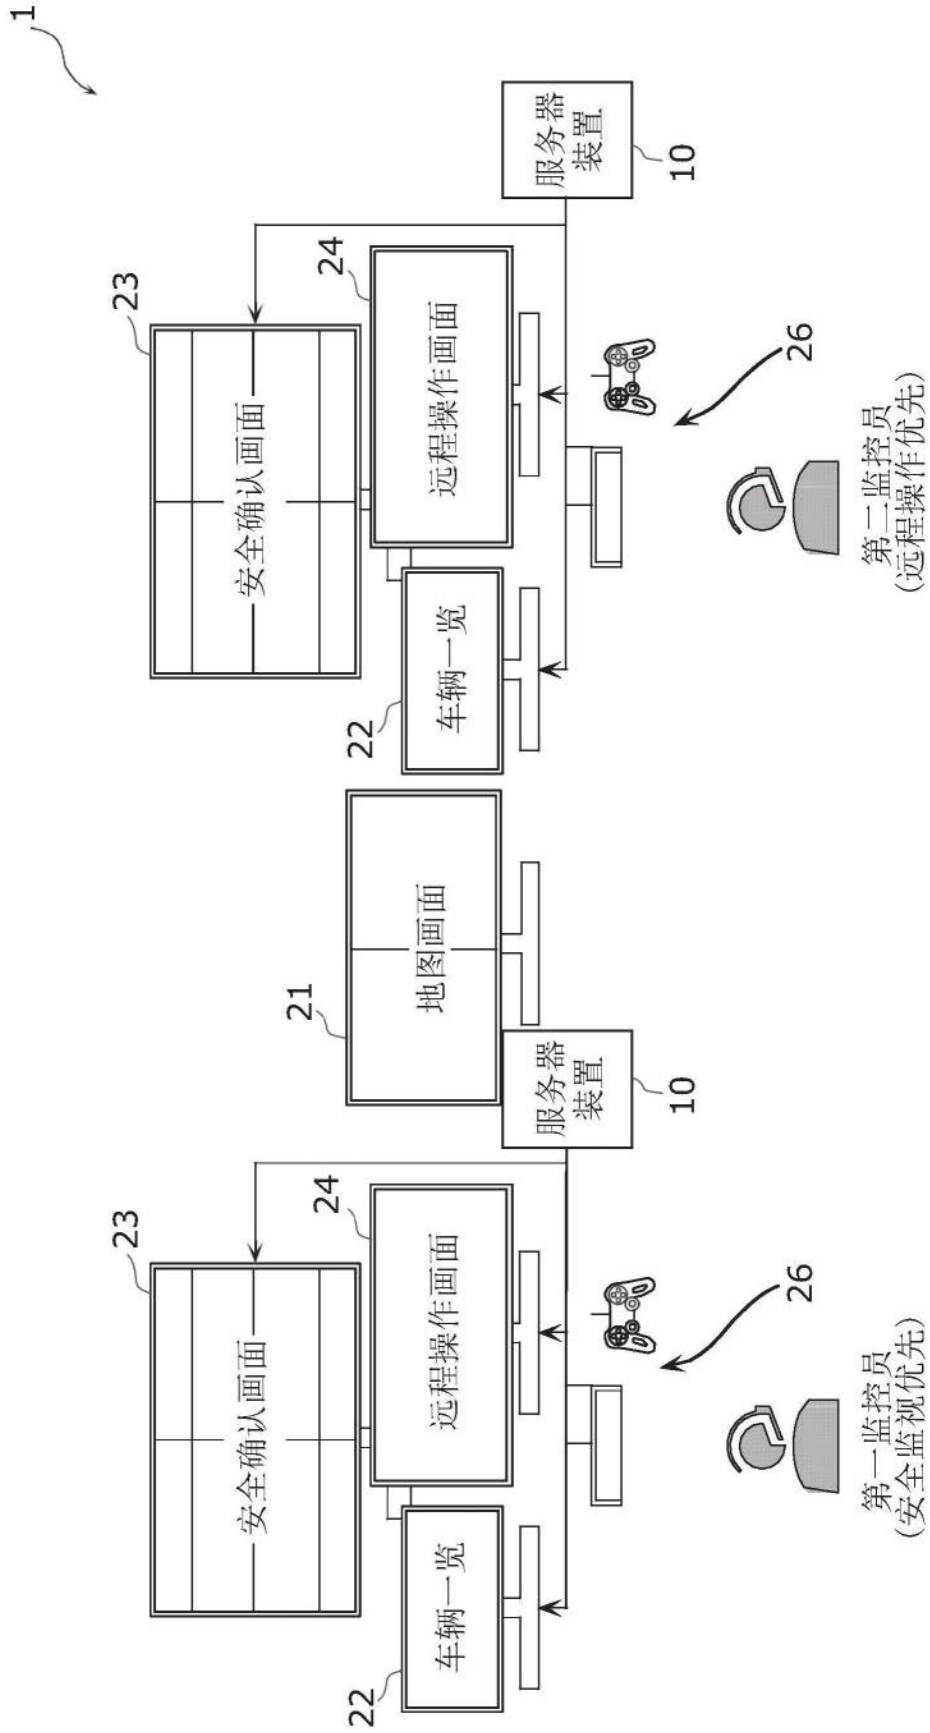 1
23
安全确认画面
24
远程操作画面
22
车辆一览
服务器
装置
10
26
第一监控员
(安全监视优先)
21
地图画面
23
安全确认画面
24
远程操作画面
22
车辆一览
服务器
装置
10
26
第二监控员
(远程操作优先)